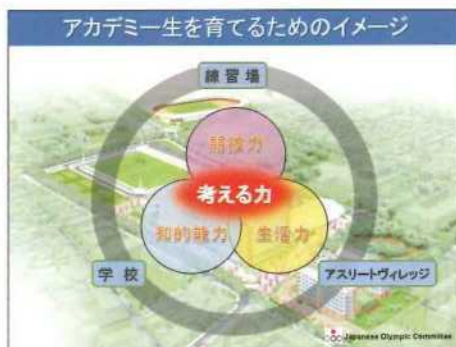 アカデミー生を育てるためのイメージ
練習場
競技力
考える力
知的能力
生活力
学校
アスリートヴィレッジ
Japanese Olympic Committee